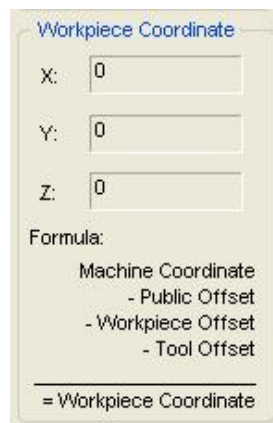 Workpiece Coordinate
X: 0
Y: 0
Z: 0
Formula:
Machine Coordinate
- Public Offset
- Workpiece Offset
- Tool Offset
= Workpiece Coordinate